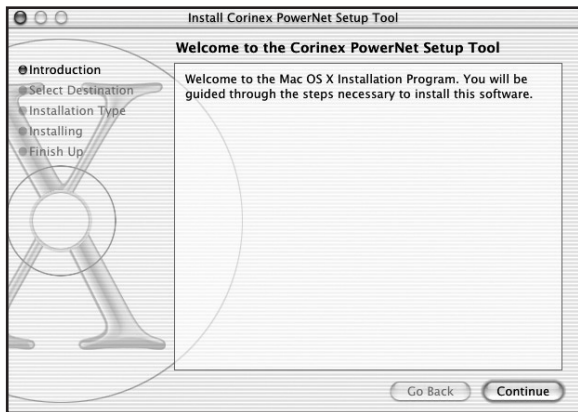 Install Corinex PowerNet Setup Tool
Welcome to the Corinex PowerNet Setup Tool
Introduction
Select Destination
Installation Type
Installing
Finish Up
Welcome to the Mac OS X Installation Program. You will be
guided through the steps necessary to install this software.
Go Back
Continue